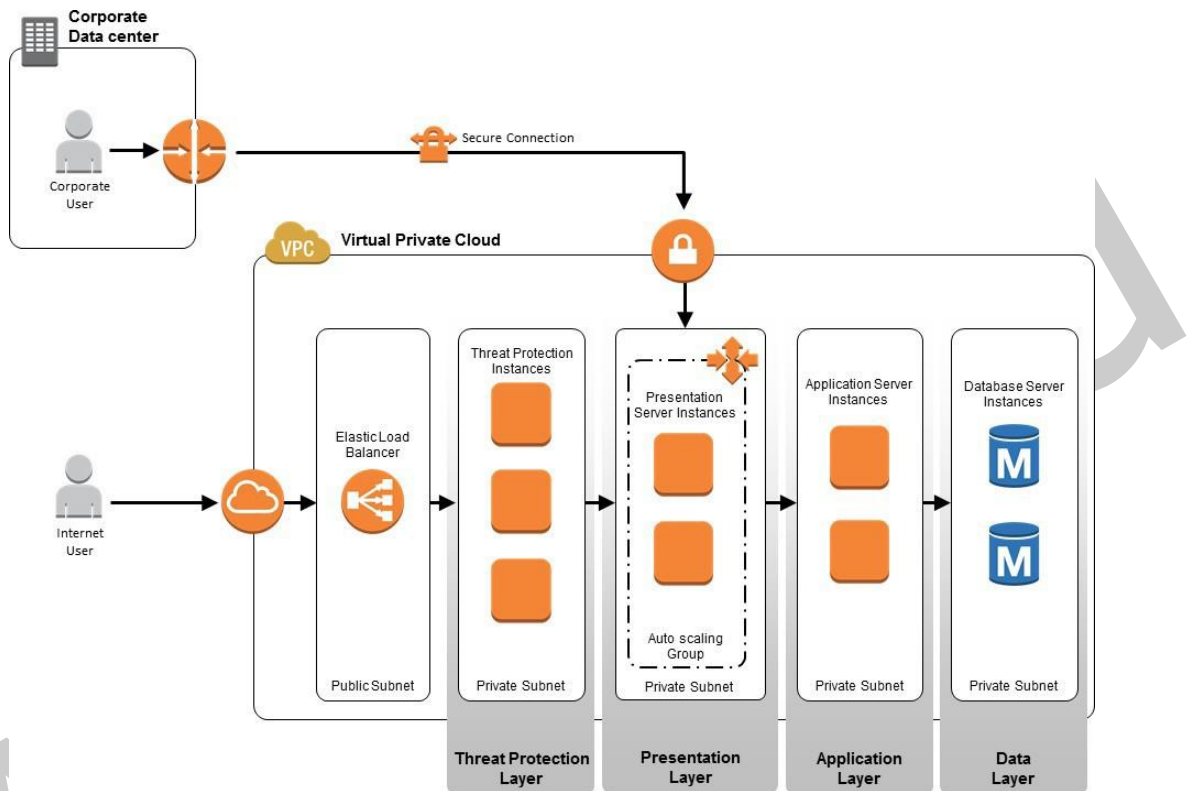 Corporate
Data center
Corporate
User
Secure Connection
VPC
Virtual Private Cloud
Internet
User
Elastic Load
Balancer
Public Subnet
Threat Protection
Instances
Private Subnet
Presentation
Server Instances
Auto scaling
Group
Private Subnet
Application Server
Instances
Private Subnet
Database Server
Instances
M
M
Private Subnet
Threat Protection
Layer
Presentation
Layer
Application
Layer
Data
Layer